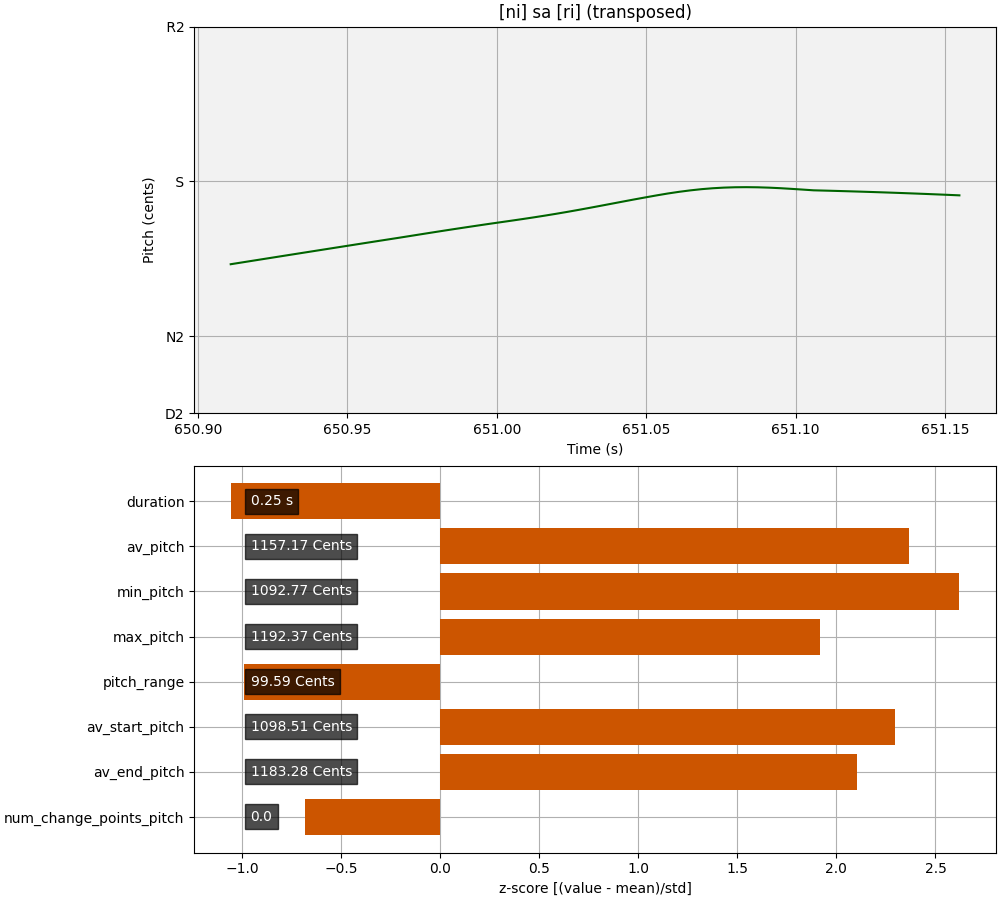 [ni] sa [ri] (transposed)
R2
S
N2
D2
Pitch (cents)
650.90 650.95 651.00 651.05 651.10 651.15
Time (s)
duration 0.25 s
av_pitch 1157.17 Cents
min_pitch 1092.77 Cents
max_pitch 1192.37 Cents
pitch_range 99.59 Cents
av_start_pitch 1098.51 Cents
av_end_pitch 1183.28 Cents
num_change_points_pitch 0.0
−1.0 −0.5 0.0 0.5 1.0 1.5 2.0 2.5
z-score [(value - mean)/std]